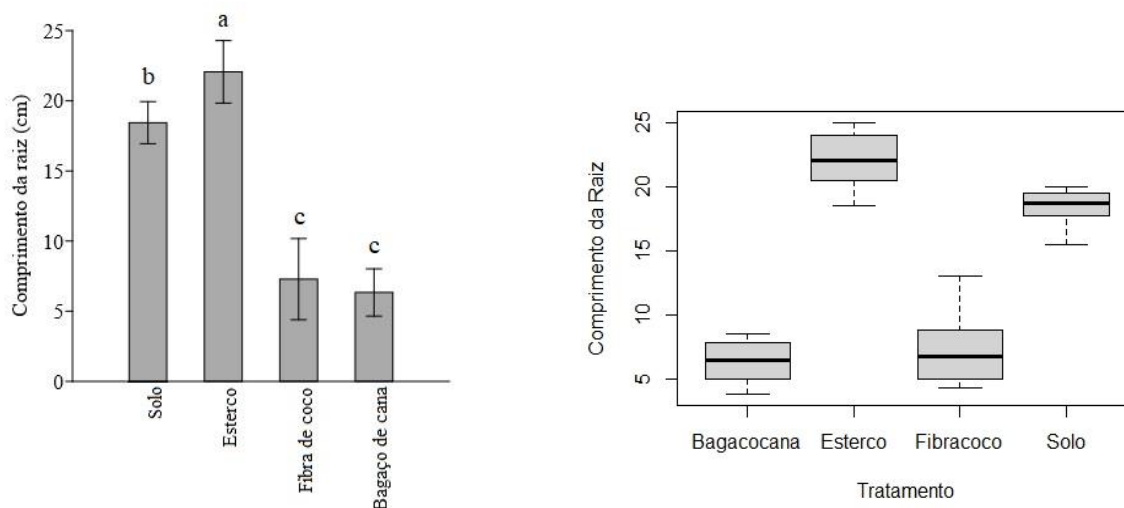 Comprimento da raiz (cm)
25
20
15
10
5
0
b
a
c
c
Solo
Esterco
Fibra de coco
Bagaço de cana
Comprimento da Raiz
25
20
15
10
5
Bagacocana
Esterco
Fibracoco
Solo
Tratamento